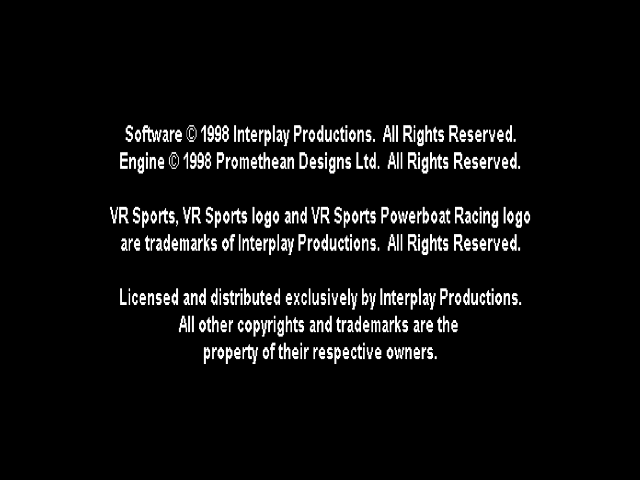 Software © 1998 Interplay Productions.  All Rights Reserved.
Engine © 1998 Promethean Designs Ltd.  All Rights Reserved.
VR Sports, VR Sports logo and VR Sports Powerboat Racing logo
are trademarks of Interplay Productions.  All Rights Reserved.
Licensed and distributed exclusively by Interplay Productions.
All other copyrights and trademarks are the
property of their respective owners.